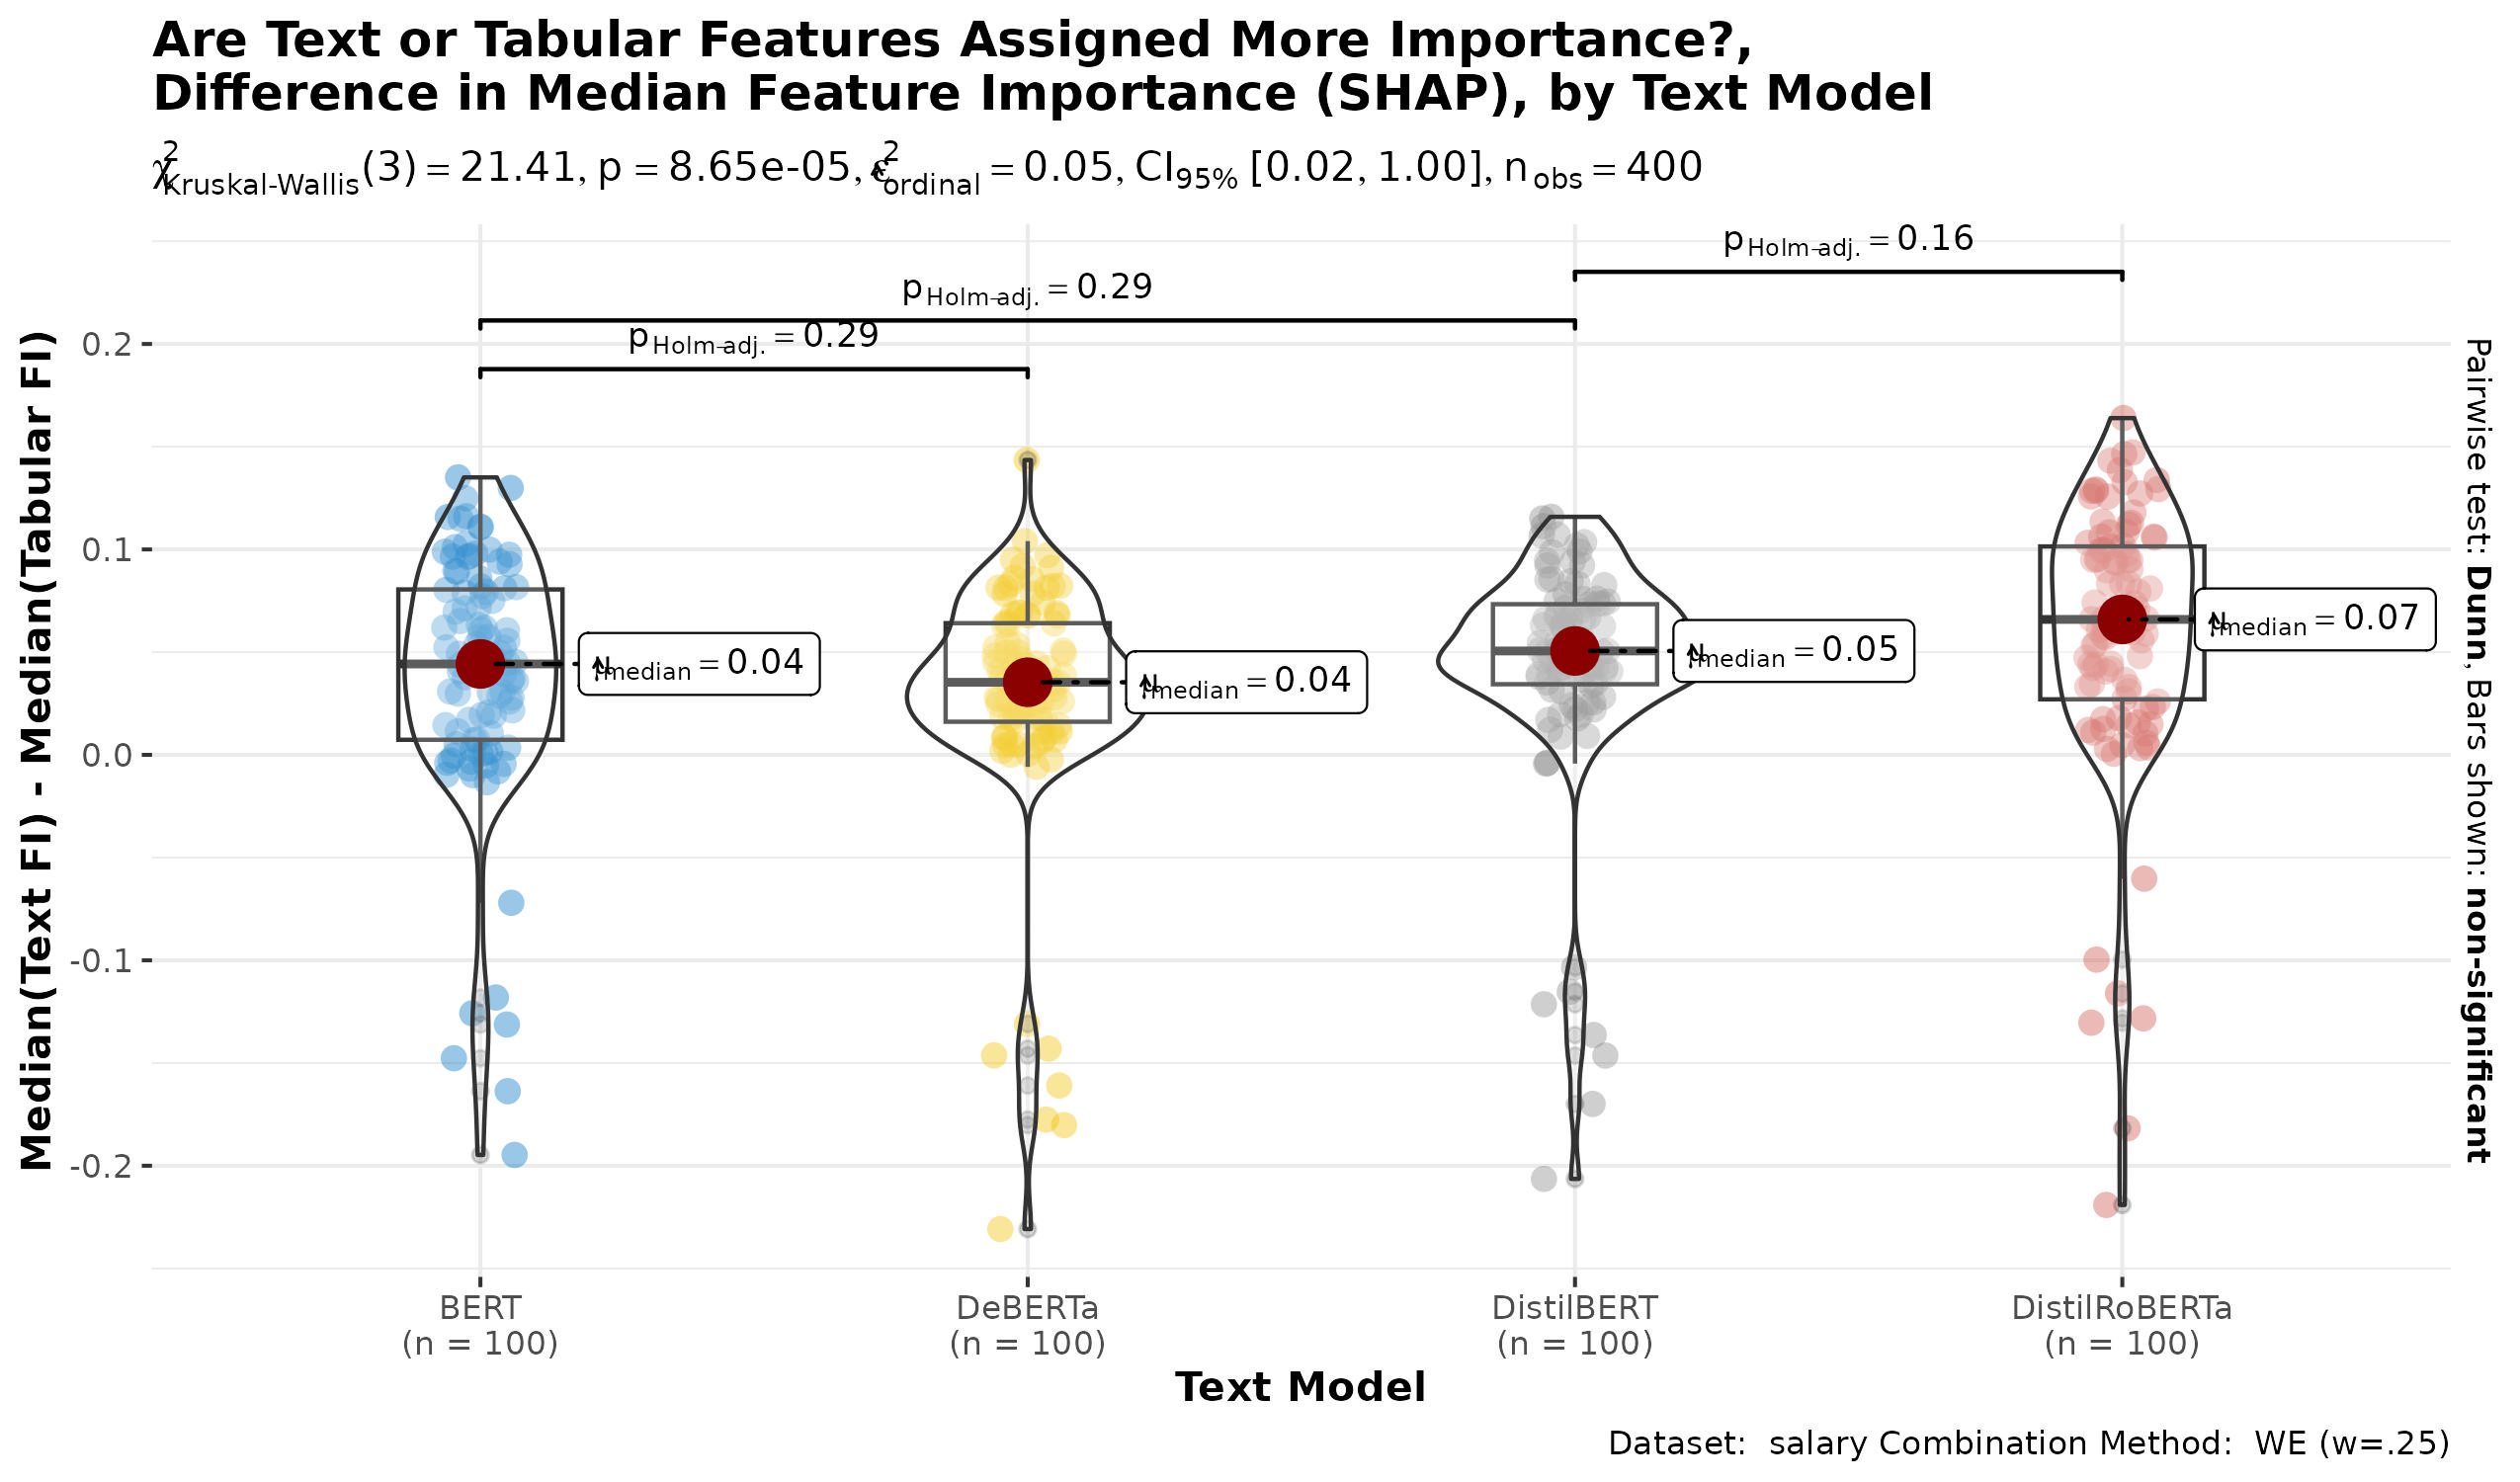 Are Text or Tabular Features Assigned More Importance?,
Difference in Median Feature Importance (SHAP), by Text Model
χ²Kruskal-Wallis(3) = 21.41, p = 8.65e-05, ε̂²ordinal = 0.05, CI95% [0.02, 1.00], nobs = 400
pHolm-adj. = 0.16
pHolm-adj. = 0.29
pHolm-adj. = 0.29
Median(Text FI) - Median(Tabular FI)
0.2
0.1
0.0
-0.1
-0.2
μ̂median = 0.04
μ̂median = 0.04
μ̂median = 0.05
μ̂median = 0.07
Pairwise test: Dunn, Bars shown: non-significant
BERT
(n = 100)
DeBERTa
(n = 100)
DistilBERT
(n = 100)
DistilRoBERTa
(n = 100)
Text Model
Dataset:  salary Combination Method:  WE (w=.25)